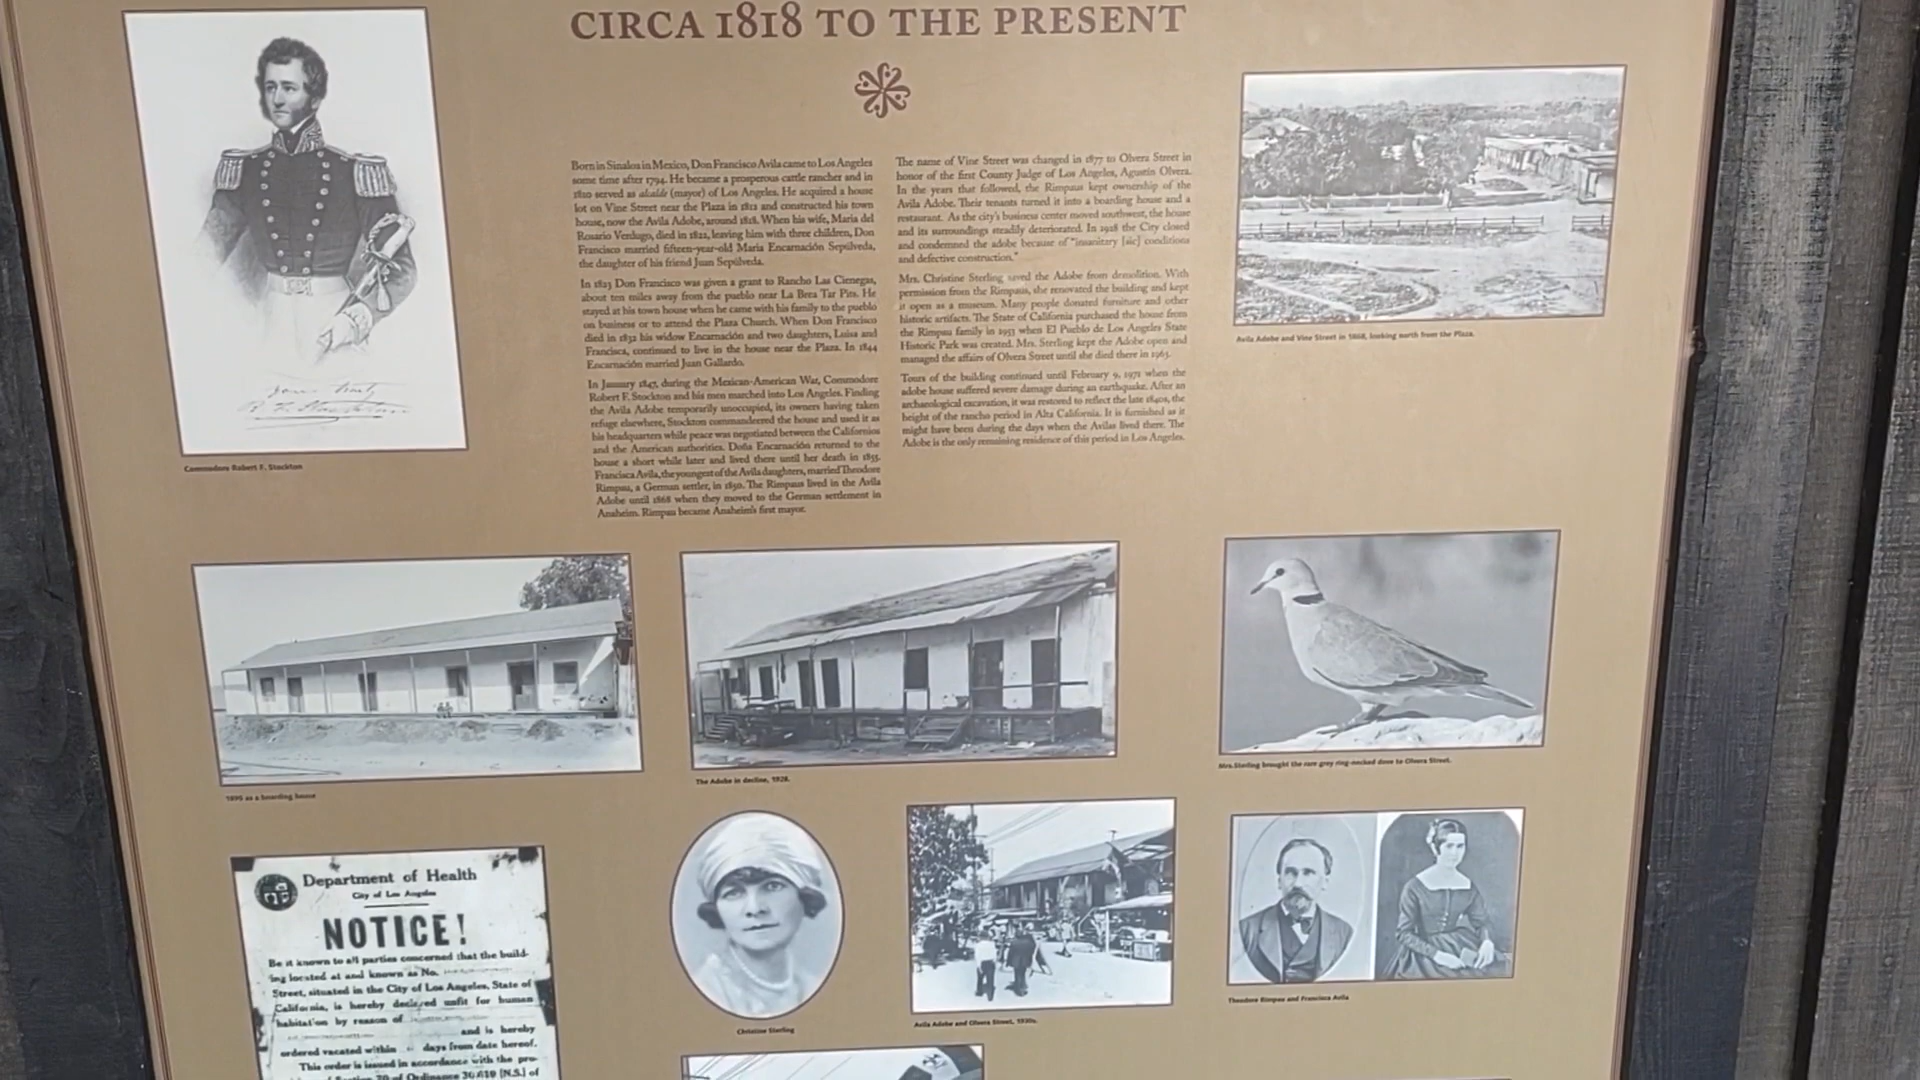 CIRCA 1818 TO THE PRESENT
Born in Sinaloa in Mexico, Don Francisco Avila came to Los Angeles
some time after 1794. He became a prosperous cattle rancher and in
1810 served as alcalde (mayor) of Los Angeles. He acquired a house
lot on Vine Street near the Plaza in 1812 and constructed his town
house, now the Avila Adobe, around 1818. When his wife, Maria del
Rosario Verdugo, died in 1822, leaving him with three children, Don
Francisco married fifteen-year-old Maria Encarnación Sepúlveda,
the daughter of his friend Juan Sepúlveda.
In 1823 Don Francisco was given a grant to Rancho Las Cienegas,
about ten miles away from the pueblo near La Brea Tar Pits. He
stayed at his town house when he came with his family to the pueblo
on business or to attend the Plaza Church. When Don Francisco
died in 1832 his widow Encarnación and two daughters, Luisa and
Francisca, continued to live in the house near the Plaza. In 1844
Encarnación married Juan Gallardo.
In January 1847, during the Mexican-American War, Commodore
Robert F. Stockton and his men marched into Los Angeles. Finding
the Avila Adobe temporarily unoccupied, its owners having taken
refuge elsewhere, Stockton commandeered the house and used it as
his headquarters while peace was negotiated between the Californios
and the American authorities. Doña Encarnación returned to the
house a short while later and lived there until her death in 1855.
Francisca Avila, the youngest of the Avila daughters, married Theodore
Rimpau, a German settler, in 1850. The Rimpaus lived in the Avila
Adobe until 1868 when they moved to the German settlement in
Anaheim. Rimpau became Anaheim's first mayor.
The name of Vine Street was changed in 1877 to Olvera Street in
honor of the first County Judge of Los Angeles, Agustin Olvera.
In the years that followed, the Rimpaus kept ownership of the
Avila Adobe. Their tenants turned it into a boarding house and a
restaurant. As the city's business center moved southwest, the house
and its surroundings steadily deteriorated. In 1928 the City closed
and condemned the adobe because of "insanitary [sic] conditions
and defective construction."
Mrs. Christine Sterling saved the Adobe from demolition. With
permission from the Rimpaus, she renovated the building and kept
it open as a museum. Many people donated furniture and other
historic artifacts. The State of California purchased the house from
the Rimpau family in 1953 when El Pueblo de Los Angeles State
Historic Park was created. Mrs. Sterling kept the Adobe open and
managed the affairs of Olvera Street until she died there in 1963.
Tours of the building continued until February 9, 1971 when the
adobe house suffered severe damage during an earthquake. After an
archaeological excavation, it was restored to reflect the late 1840s, the
height of the rancho period in Alta California. It is furnished as it
might have been during the days when the Avilas lived there. The
Adobe is the only remaining residence of this period in Los Angeles.
Commodore Robert F. Stockton
Avila Adobe and Vine Street in 1868, looking north from the Plaza.
1895 as a boarding house
The Adobe in decline, 1928.
Mrs. Sterling brought the rare grey ring-necked dove to Olvera Street.
Department of Health
City of Los Angeles
NOTICE!
Be it known to all parties concerned that the build-
ing located at and known as No.
Street, situated in the City of Los Angeles, State of
California, is hereby declared unfit for human
habitation by reason of
and is hereby
ordered vacated within days from date hereof.
This order is issued in accordance with the pro-
of Ordinance [N.S.] of
Christine Sterling
Avila Adobe and Olvera Street, 1930s.
Theodore Rimpau and Francisca Avila